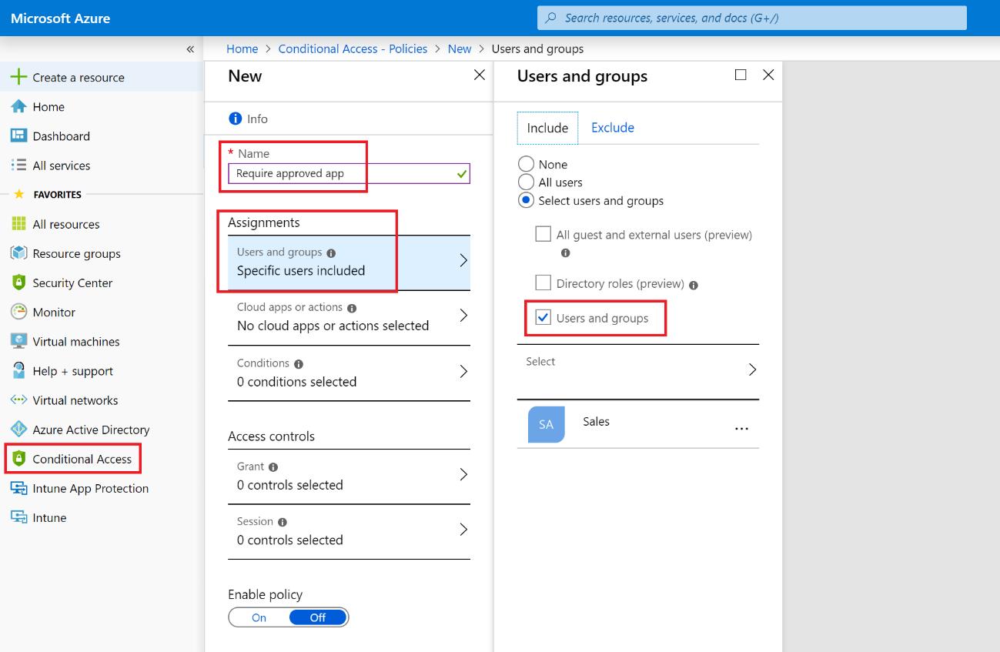 Microsoft Azure
Search resources, services, and docs (G+/)
«
Home > Conditional Access - Policies > New > Users and groups
Create a resource
Home
Dashboard
All services
FAVORITES
All resources
Resource groups
Security Center
Monitor
Virtual machines
Help + support
Virtual networks
Azure Active Directory
Conditional Access
Intune App Protection
Intune
New
Info
* Name
Require approved app
Assignments
Users and groups
Specific users included
Cloud apps or actions
No cloud apps or actions selected
Conditions
0 conditions selected
Access controls
Grant
0 controls selected
Session
0 controls selected
Enable policy
On Off
Users and groups
Include Exclude
None
All users
Select users and groups
All guest and external users (preview)
Directory roles (preview)
Users and groups
Select
SA Sales ...